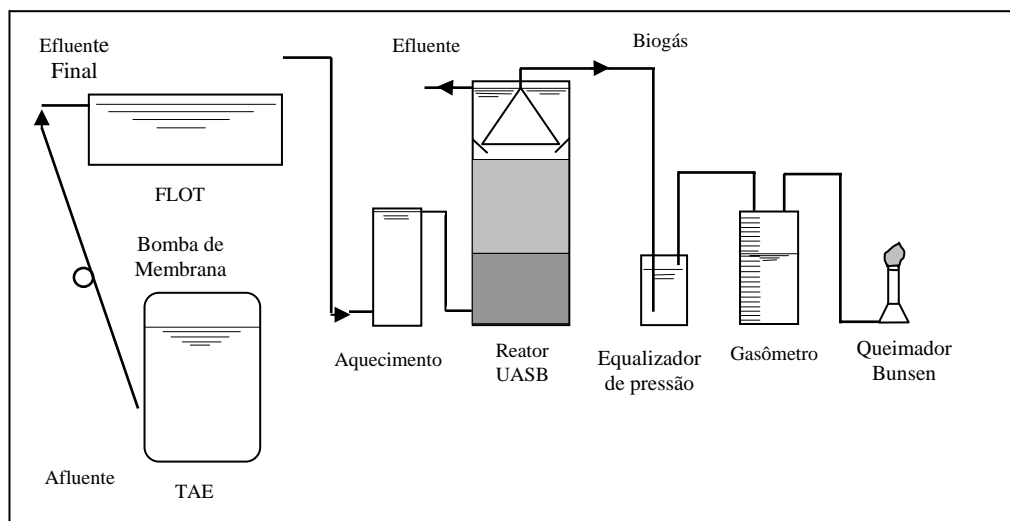 Efluente
Final
Efluente
Biogás
FLOT
Bomba de
Membrana
Aquecimento
Reator
UASB
Equalizador
de pressão
Gasômetro
Queimador
Bunsen
Afluente
TAE